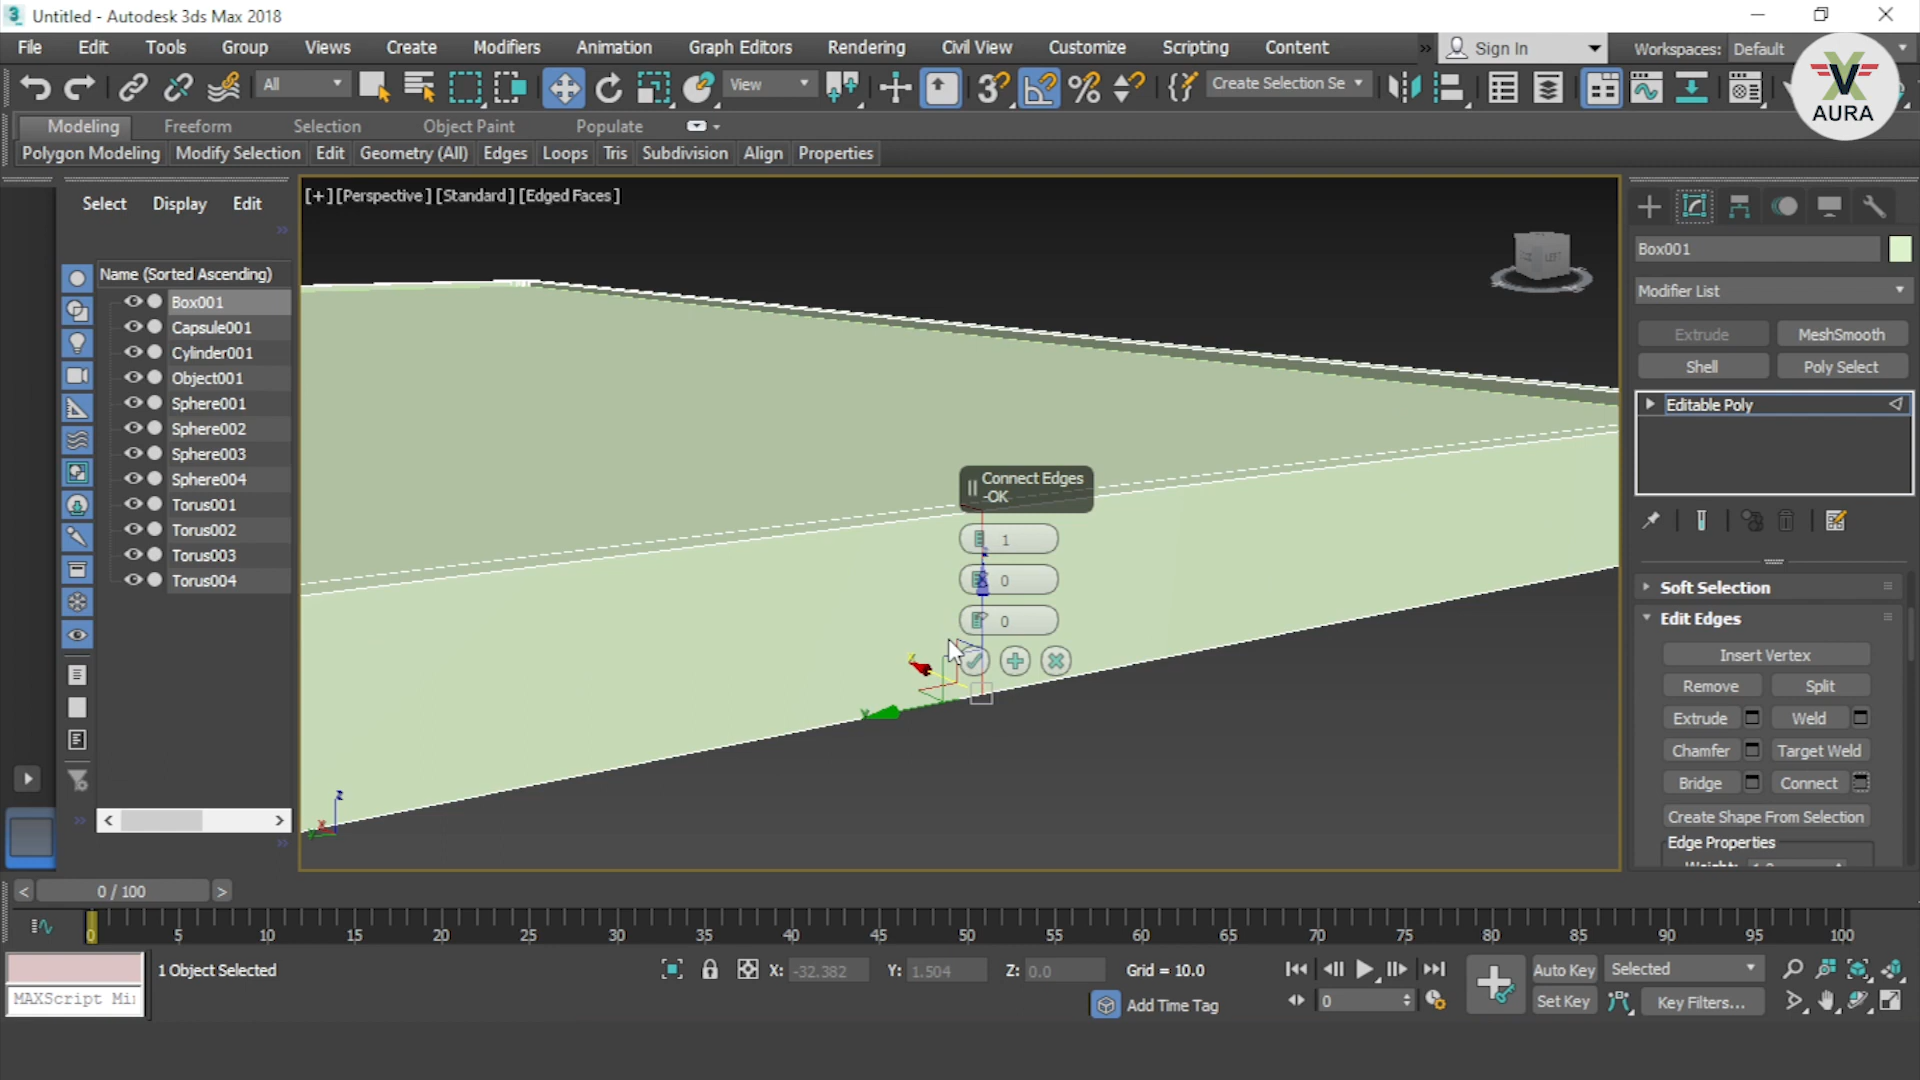 Untitled - Autodesk 3ds Max 2018
File Edit Tools Group Views Create Modifiers Animation Graph Editors Rendering Civil View Customize Scripting Content
Sign In
Workspaces: Default
All
View
Create Selection Se
AURA
Modeling Freeform Selection Object Paint Populate
Polygon Modeling Modify Selection Edit Geometry (All) Edges Loops Tris Subdivision Align Properties
Select Display Edit
Name (Sorted Ascending)
Box001
Capsule001
Cylinder001
Object001
Sphere001
Sphere002
Sphere003
Sphere004
Torus001
Torus002
Torus003
Torus004
[+] [Perspective] [Standard] [Edged Faces]
LEFT
Connect Edges
-OK
1
0
0
z
x
Box001
Modifier List
Extrude MeshSmooth
Shell Poly Select
Editable Poly
Soft Selection
Edit Edges
Insert Vertex
Remove Split
Extrude Weld
Chamfer Target Weld
Bridge Connect
Create Shape From Selection
Edge Properties
0 / 100
0 5 10 15 20 25 30 35 40 45 50 55 60 65 70 75 80 85 90 95 100
1 Object Selected
MAXScript Mi
X: -32.382 Y: 1.504 Z: 0.0 Grid = 10.0
Add Time Tag
0
Auto Key Selected
Set Key Key Filters...